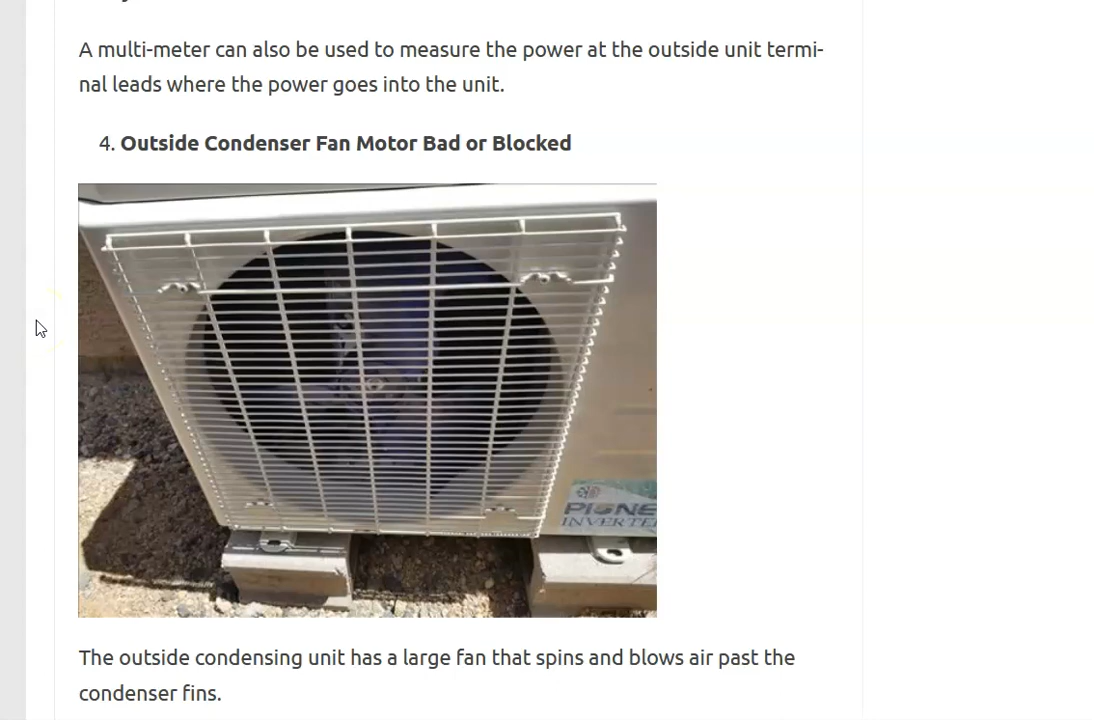 A multi-meter can also be used to measure the power at the outside unit termi-
nal leads where the power goes into the unit.
4. Outside Condenser Fan Motor Bad or Blocked
PIONE
INVERTE
The outside condensing unit has a large fan that spins and blows air past the
condenser fins.